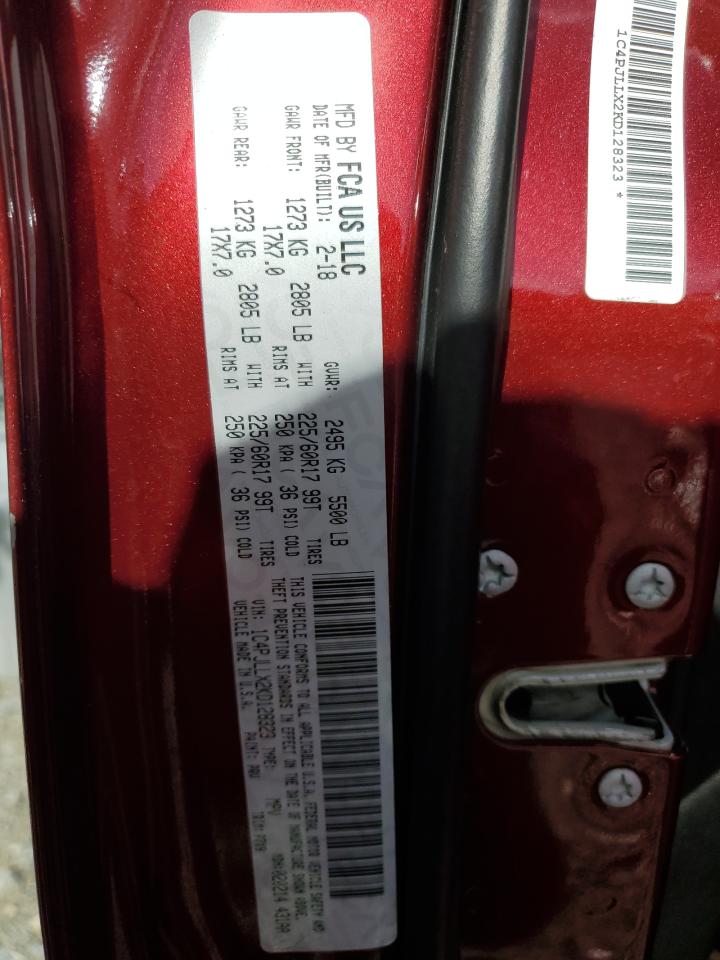 MFD BY FCA US LLC
DATE OF MFR(BUILT): 2-18 GVWR: 2495 KG 5500 LB
GAWR FRONT: 1273 KG 2805 LB WITH 225/60R17 99T TIRES
17X7.0 RIMS AT 250 KPA ( 36 PSI) COLD
GAWR REAR: 1273 KG 2805 LB WITH 225/60R17 99T TIRES
17X7.0 RIMS AT 250 KPA ( 36 PSI) COLD
THIS VEHICLE CONFORMS TO ALL APPLICABLE U.S.A. FEDERAL MOTOR VEHICLE SAFETY AND
THEFT PREVENTION STANDARDS IN EFFECT ON THE DATE OF MANUFACTURE SHOWN ABOVE.
VIN: 1C4PJLLX2KD128323 TYPE: MPV
VEHICLE MADE IN U.S.A. PAINT: TRIM:
1C4PJLLX2KD128323 *